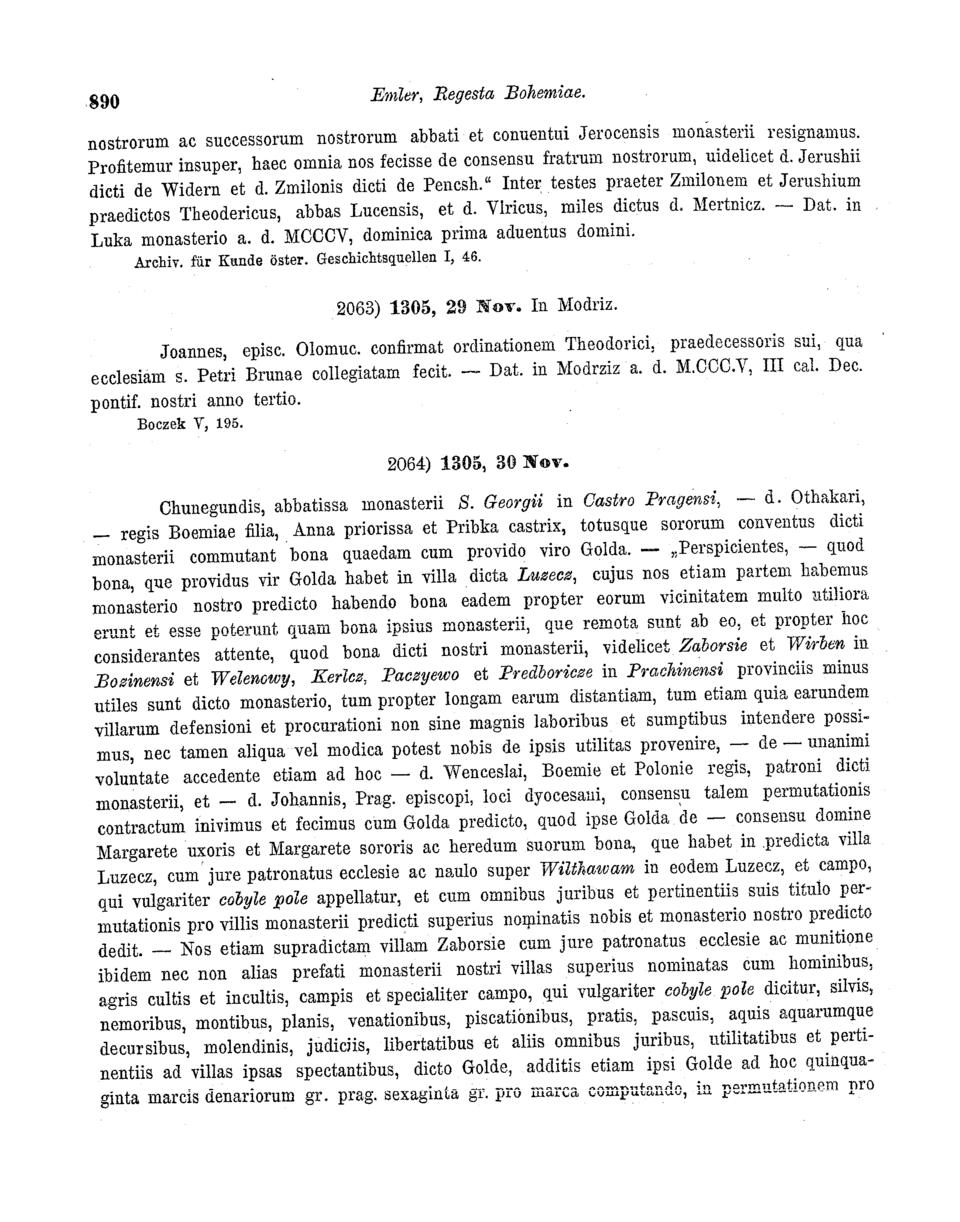 890
Emler, Regesta Bohemiae.
nostrorum ac successorum nostrorum abbati et conuentui Jerocensis monasterii resignamus.
Profitemur insuper, haec omnia nos fecisse de consensu fratrum nostrorum, uidelicet d. Jerushii
dicti de Widern et d. Zmilonis dicti de Pencsh.“ Inter testes praeter Zmilonem et Jerushium
praedictos Theodericus, abbas Lucensis, et d. Vlricus, miles dictus d. Mertnicz. — Dat. in
Luka monasterio a. d. MCCCV, dominica prima aduentus domini.
Archiv. für Kunde öster. Geschichtsquellen I, 46.
2063) 1305, 29 Nov. In Modriz.
Joannes, episc. Olomuc. confirmat ordinationem Theodorici, praedecessoris sui, qua
ecclesiam s. Petri Brunae collegiatam fecit. — Dat. in Modrziz a. d. M.CCC.V, III cal. Dec.
pontif. nostri anno tertio.
Boczek V, 195.
2064) 1305, 30 Nov.
Chunegundis, abbatissa monasterii S. Georgii in Castro Pragensi, — d. Othakari,
— regis Boemiae filia, Anna priorissa et Pribka castrix, totusque sororum conventus dicti
monasterii commutant bona quaedam cum provido viro Golda. — „Perspicientes, — quod
bona, que providus vir Golda habet in villa dicta Luzecz, cujus nos etiam partem habemus
monasterio nostro predicto habendo bona eadem propter eorum vicinitatem multo utiliora
erunt et esse poterunt quam bona ipsius monasterii, que remota sunt ab eo, et propter hoc
considerantes attente, quod bona dicti nostri monasterii, videlicet Zaborsie et Wirben in
Bozinensi et Welenowy, Kerlcz, Paczyewo et Predboricze in Prachinensi provinciis minus
utiles sunt dicto monasterio, tum propter longam earum distantiam, tum etiam quia earundem
villarum defensioni et procurationi non sine magnis laboribus et sumptibus intendere possi-
mus, nec tamen aliqua vel modica potest nobis de ipsis utilitas provenire, — de — unanimi
voluntate accedente etiam ad hoc — d. Wenceslai, Boemie et Polonie regis, patroni dicti
monasterii, et — d. Johannis, Prag. episcopi, loci dyocesani, consensu talem permutationis
contractum inivimus et fecimus cum Golda predicto, quod ipse Golda de — consensu domine
Margarete uxoris et Margarete sororis ac heredum suorum bona, que habet in predicta villa
Luzecz, cum jure patronatus ecclesie ac naulo super Wilthawam in eodem Luzecz, et campo,
qui vulgariter cobyle pole appellatur, et cum omnibus juribus et pertinentiis suis titulo per-
mutationis pro villis monasterii predicti superius nominatis nobis et monasterio nostro predicto
dedit. — Nos etiam supradictam villam Zaborsie cum jure patronatus ecclesie ac munitione
ibidem nec non alias prefati monasterii nostri villas superius nominatas cum hominibus,
agris cultis et incultis, campis et specialiter campo, qui vulgariter cobyle pole dicitur, silvis,
nemoribus, montibus, planis, venationibus, piscationibus, pratis, pascuis, aquis aquarumque
decursibus, molendinis, judiciis, libertatibus et aliis omnibus juribus, utilitatibus et perti-
nentiis ad villas ipsas spectantibus, dicto Golde, additis etiam ipsi Golde ad hoc quinqua-
ginta marcis denariorum gr. prag. sexaginta gr. pro marca computando, in permutationem pro